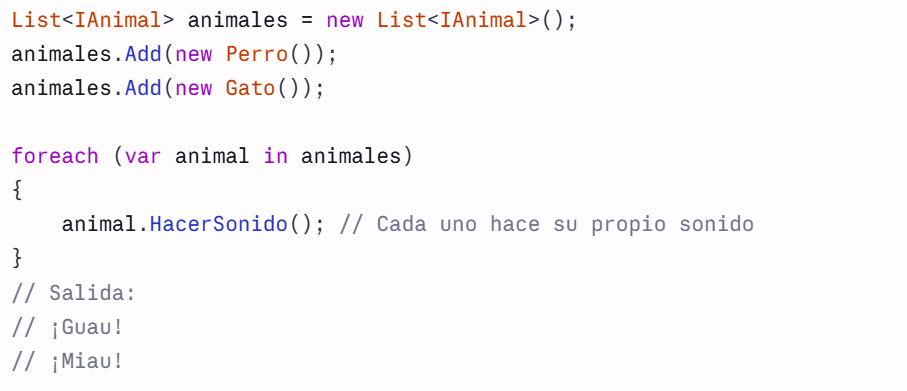 List<IAnimal> animales = new List<IAnimal>();
animales.Add(new Perro());
animales.Add(new Gato());

foreach (var animal in animales)
{
    animal.HacerSonido(); // Cada uno hace su propio sonido
}
// Salida:
// ¡Guau!
// ¡Miau!